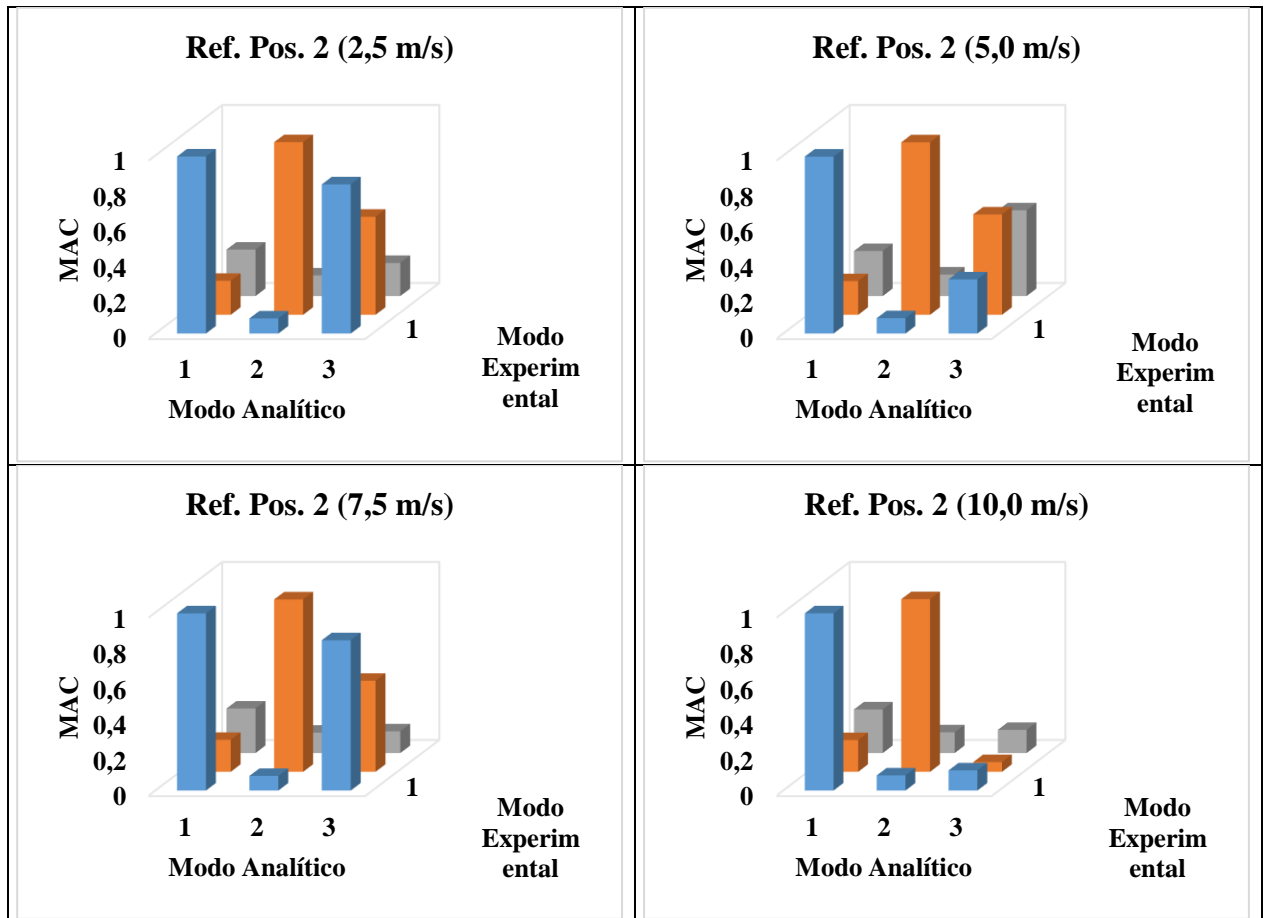 Ref. Pos. 2 (2,5 m/s)
1
0,8
0,6
0,4
0,2
0
MAC
1 2 3
Modo Analítico
1
Modo
Experim
ental
Ref. Pos. 2 (5,0 m/s)
1
0,8
0,6
0,4
0,2
0
MAC
1 2 3
Modo Analítico
1
Modo
Experim
ental
Ref. Pos. 2 (7,5 m/s)
1
0,8
0,6
0,4
0,2
0
MAC
1 2 3
Modo Analítico
1
Modo
Experim
ental
Ref. Pos. 2 (10,0 m/s)
1
0,8
0,6
0,4
0,2
0
MAC
1 2 3
Modo Analítico
1
Modo
Experim
ental